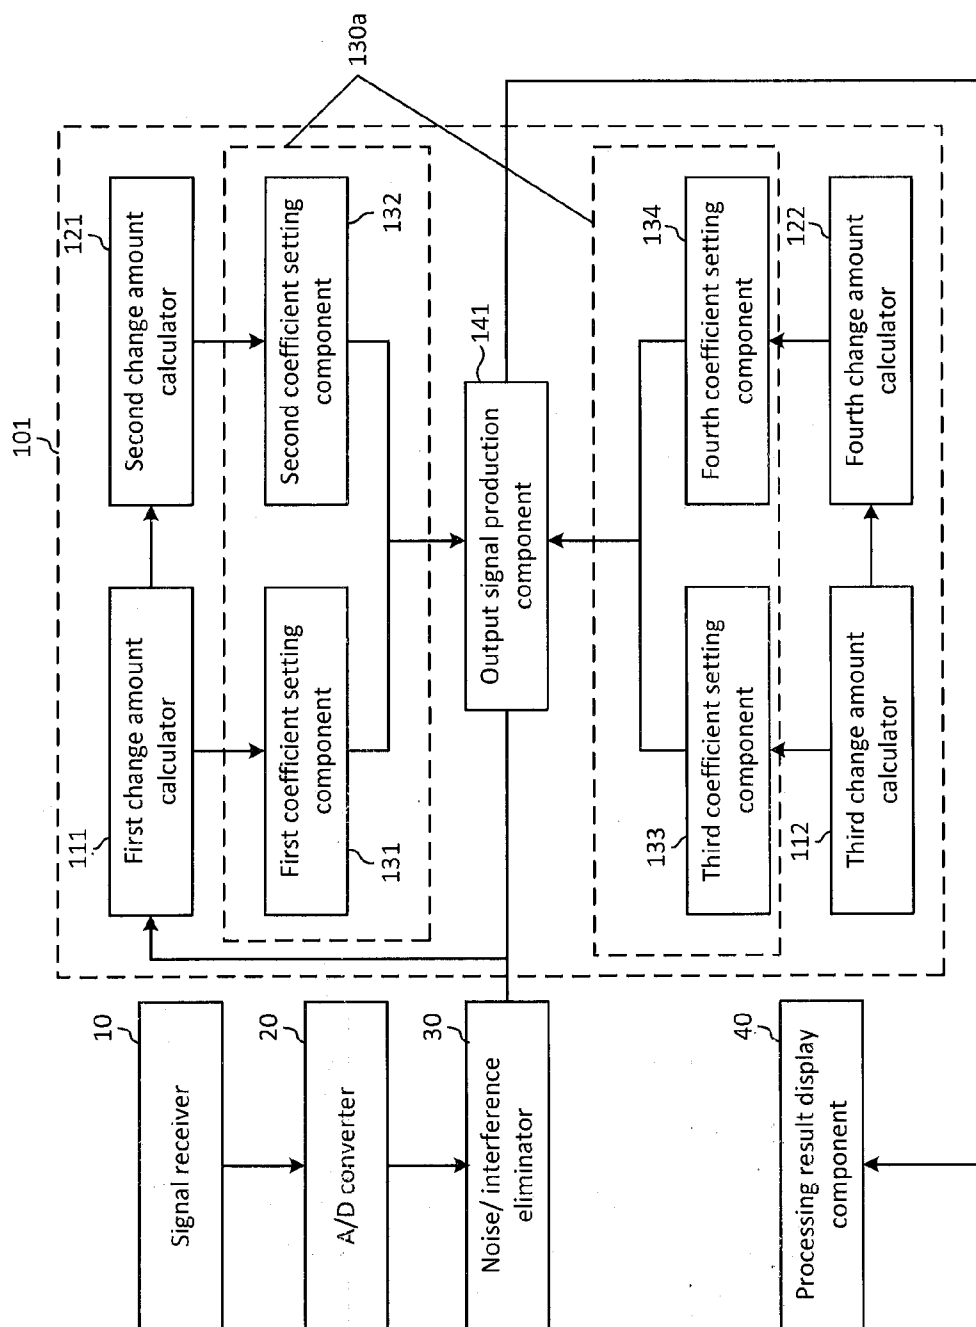 10
Signal receiver
20
A/D converter
30
Noise/ interference
eliminator
40
Processing result display
component
101
111
First change amount
calculator
121
Second change amount
calculator
130a
131
First coefficient setting
component
132
Second coefficient setting
component
141
Output signal production
component
133
Third coefficient setting
component
134
Fourth coefficient setting
component
112
Third change amount
calculator
122
Fourth change amount
calculator